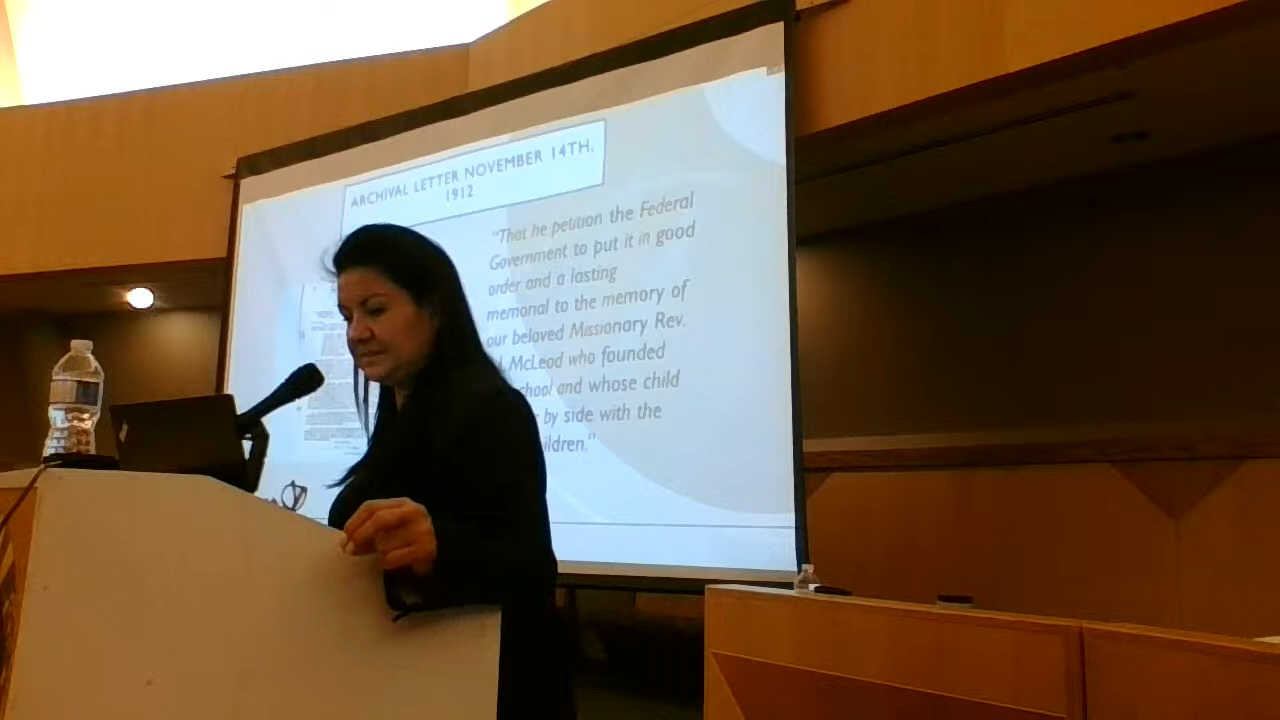 ARCHIVAL LETTER NOVEMBER 14TH,
1912
"That he petition the Federal
Government to put it in good
order and a lasting
memorial to the memory of
our beloved Missionary Rev.
McLeod who founded
school and whose child
by side with the
ildren."